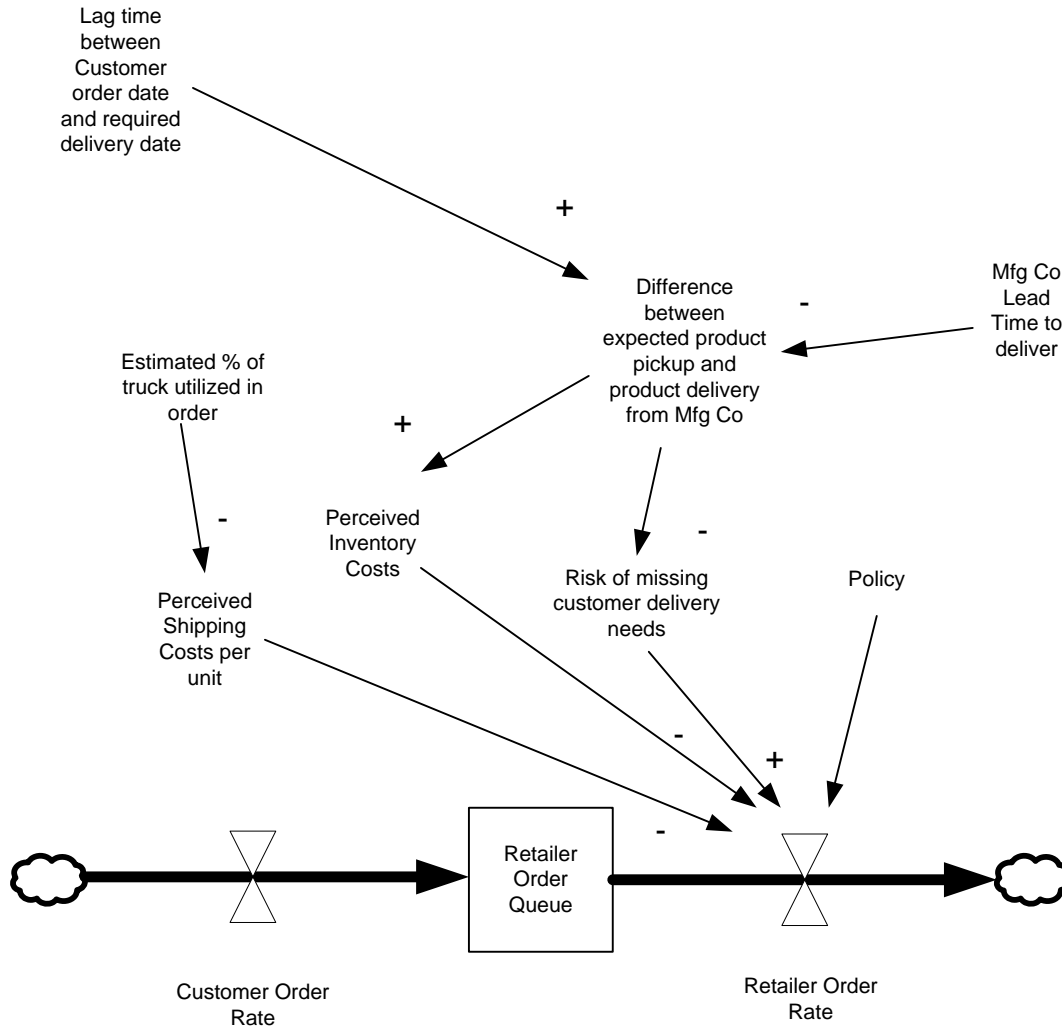 Lag time
between
Customer
order date
and required
delivery date
+
Difference
between
expected product
pickup and
product delivery
from Mfg Co
-
Mfg Co
Lead
Time to
deliver
Estimated % of
truck utilized in
order
+
-
Perceived
Inventory
Costs
-
Risk of missing
customer delivery
needs
Policy
Perceived
Shipping
Costs per
unit
-
+
-
Retailer
Order
Queue
Customer Order
Rate
Retailer Order
Rate